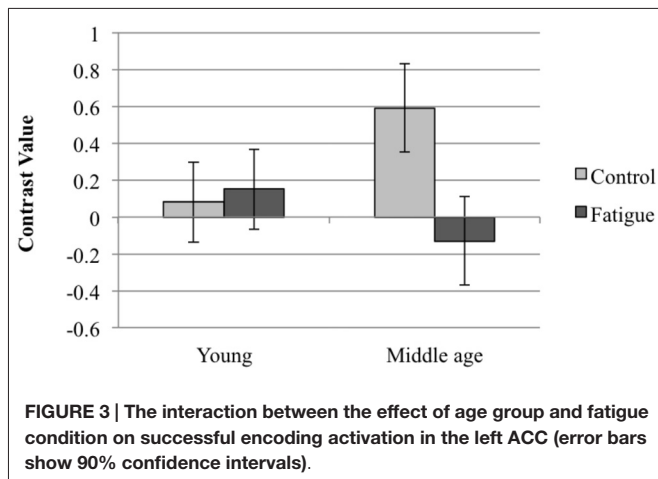 1
0.8
0.6
0.4
0.2
0
-0.2
-0.4
-0.6
Contrast Value
Young
Middle age
Control
Fatigue
FIGURE 3 | The interaction between the effect of age group and fatigue
condition on successful encoding activation in the left ACC (error bars
show 90% confidence intervals).